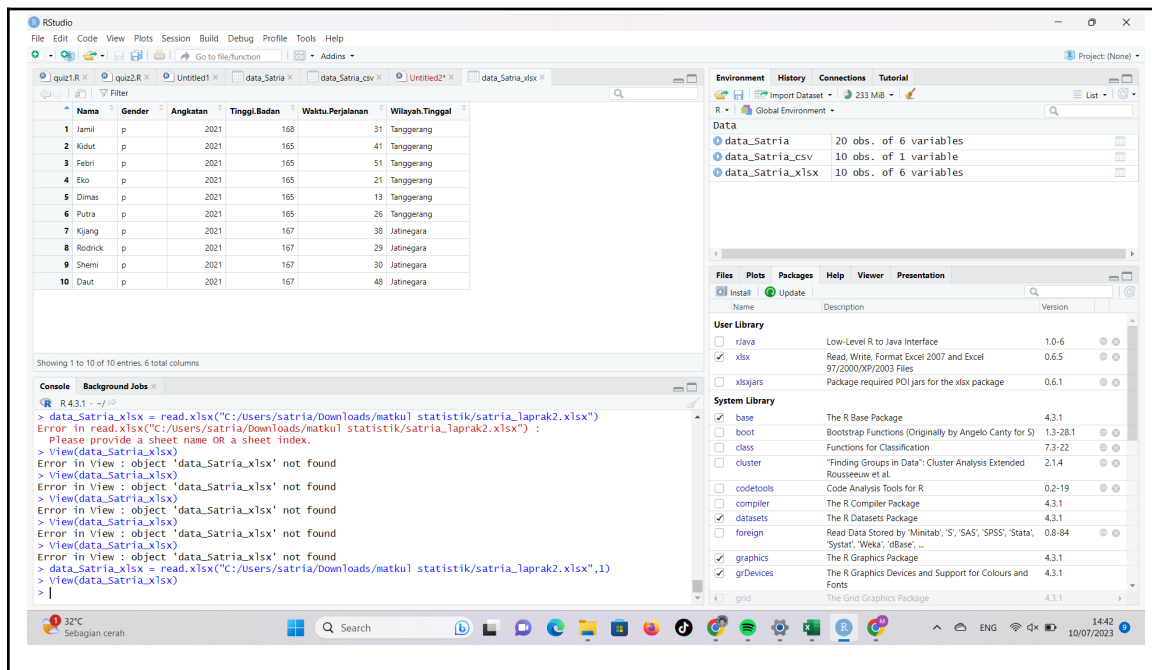 RStudio
File Edit Code View Plots Session Build Debug Profile Tools Help
Go to file/function Addins Project: (None)
quiz1.R quiz2.R Untitled1 data_Satria data_Satria_csv Untitled2* data_Satria_xlsx
Filter
Nama Gender Angkatan Tinggi.Badan Waktu.Perjalanan Wilayah.Tinggal
1 Jamil p 2021 168 31 Tanggerang
2 Kidut p 2021 165 41 Tanggerang
3 Febri p 2021 165 51 Tanggerang
4 Eko p 2021 165 21 Tanggerang
5 Dimas p 2021 165 13 Tanggerang
6 Putra p 2021 165 26 Tanggerang
7 Kijang p 2021 167 38 Jatinegara
8 Rodrick p 2021 167 29 Jatinegara
9 Shemi p 2021 167 30 Jatinegara
10 Daut p 2021 167 48 Jatinegara
Showing 1 to 10 of 10 entries, 6 total columns
Console Background Jobs
R 4.3.1 · ~/
> data_Satria_xlsx = read.xlsx("C:/Users/satria/Downloads/matkul statistik/satria_laprak2.xlsx")
Error in read.xlsx("C:/Users/satria/Downloads/matkul statistik/satria_laprak2.xlsx") :
Please provide a sheet name OR a sheet index.
> View(data_Satria_xlsx)
Error in View : object 'data_Satria_xlsx' not found
> View(data_Satria_xlsx)
Error in View : object 'data_Satria_xlsx' not found
> View(data_Satria_xlsx)
Error in View : object 'data_Satria_xlsx' not found
> View(data_Satria_xlsx)
Error in View : object 'data_Satria_xlsx' not found
> View(data_Satria_xlsx)
Error in View : object 'data_Satria_xlsx' not found
> data_Satria_xlsx = read.xlsx("C:/Users/satria/Downloads/matkul statistik/satria_laprak2.xlsx",1)
> View(data_Satria_xlsx)
>
Environment History Connections Tutorial
Import Dataset 233 MiB List
R Global Environment
Data
data_Satria 20 obs. of 6 variables
data_Satria_csv 10 obs. of 1 variable
data_Satria_xlsx 10 obs. of 6 variables
Files Plots Packages Help Viewer Presentation
Install Update
Name Description Version
User Library
rJava Low-Level R to Java Interface 1.0-6
xlsx Read, Write, Format Excel 2007 and Excel 0.6.5
97/2000/XP/2003 Files
xlsxjars Package required POI jars for the xlsx package 0.6.1
System Library
base The R Base Package 4.3.1
boot Bootstrap Functions (Originally by Angelo Canty for S) 1.3-28.1
class Functions for Classification 7.3-22
cluster "Finding Groups in Data": Cluster Analysis Extended 2.1.4
Rousseeuw et al.
codetools Code Analysis Tools for R 0.2-19
compiler The R Compiler Package 4.3.1
datasets The R Datasets Package 4.3.1
foreign Read Data Stored by 'Minitab', 'S', 'SAS', 'SPSS', 'Stata', 0.8-84
'Systat', 'Weka', 'dBase', ...
graphics The R Graphics Package 4.3.1
grDevices The R Graphics Devices and Support for Colours and 4.3.1
Fonts
grid The Grid Graphics Package 4.3.1
1 32°C
Sebagian cerah
Search
ENG
14:42
10/07/2023
9